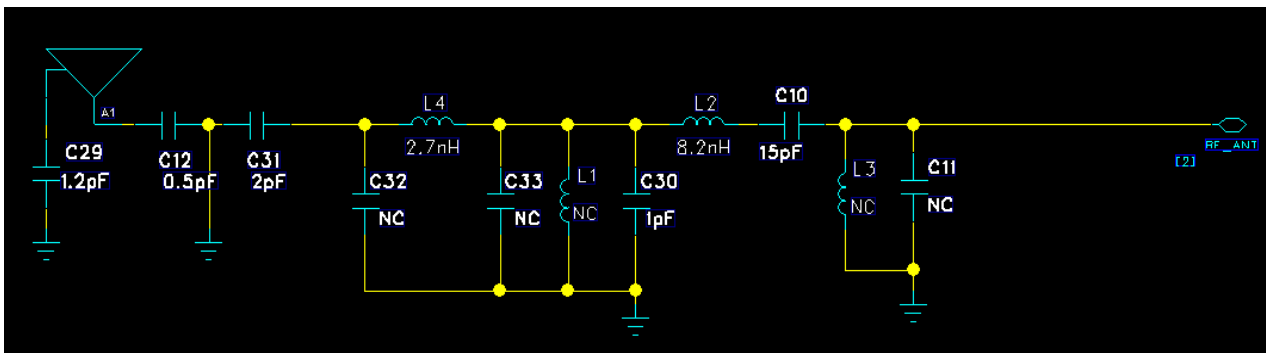 A1
C29
1.2pF
C12
0.5pF
C31
2pF
L4
2.7nH
C32
NC
C33
NC
L1
NC
C30
1pF
L2
8.2nH
C10
15pF
L3
NC
C11
NC
[2]
RF_ANT